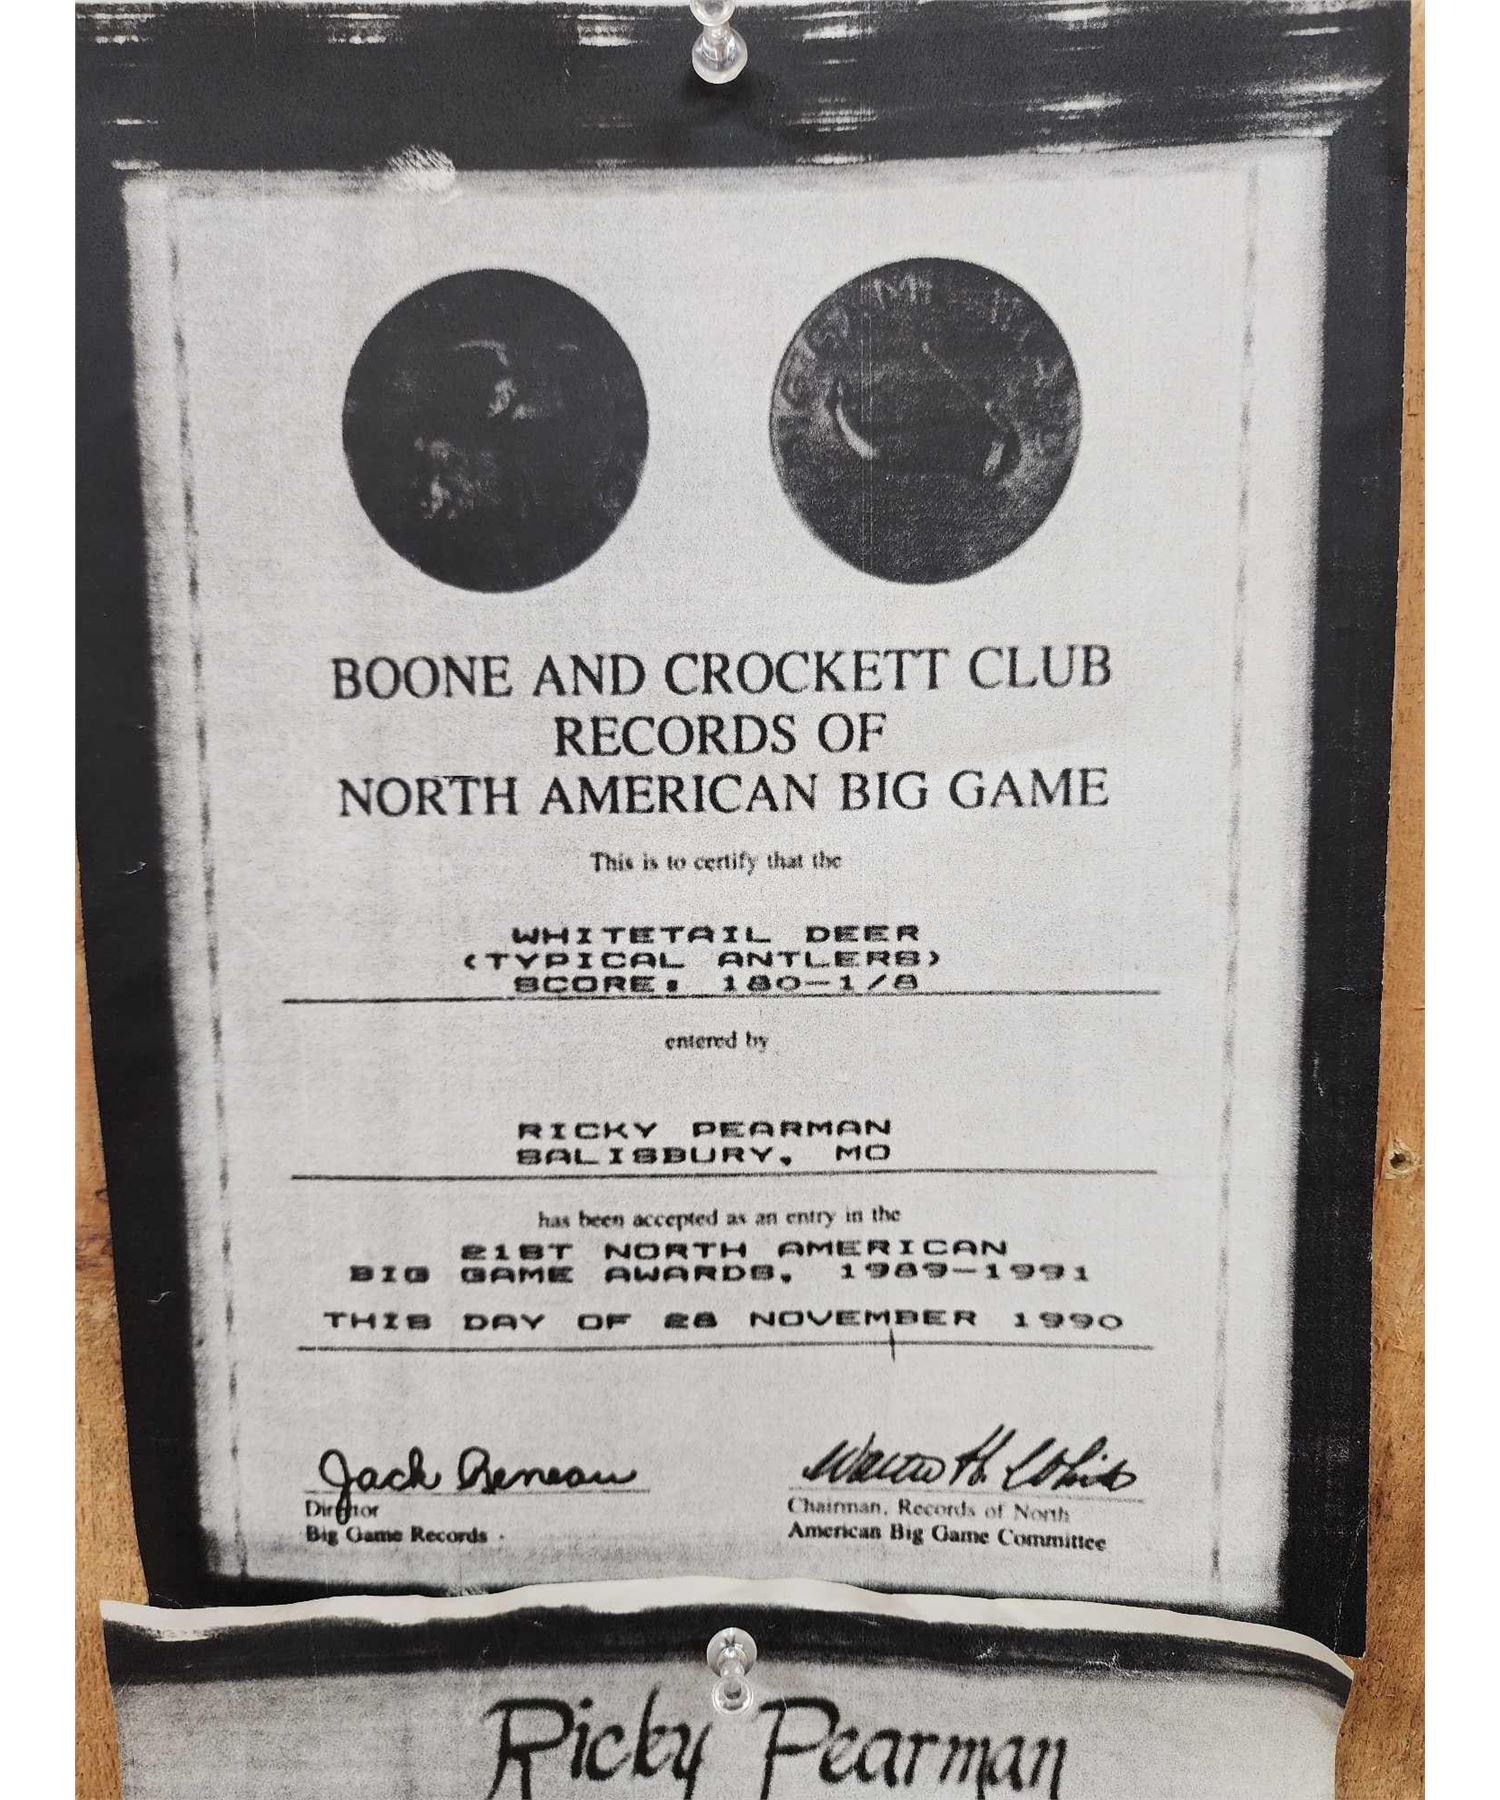 BOONE AND CROCKETT CLUB
RECORDS OF
NORTH AMERICAN BIG GAME
This is to certify that the
WHITETAIL DEER
(TYPICAL ANTLERS)
SCORE: 180-1/8
entered by
RICKY PEARMAN
SALISBURY, MO
has been accepted as an entry in the
21ST NORTH AMERICAN
BIG GAME AWARDS, 1989-1991
THIS DAY OF 28 NOVEMBER 1990
Jack Reneau
Director
Big Game Records
Chairman, Records of North
American Big Game Committee
Ricky Pearman